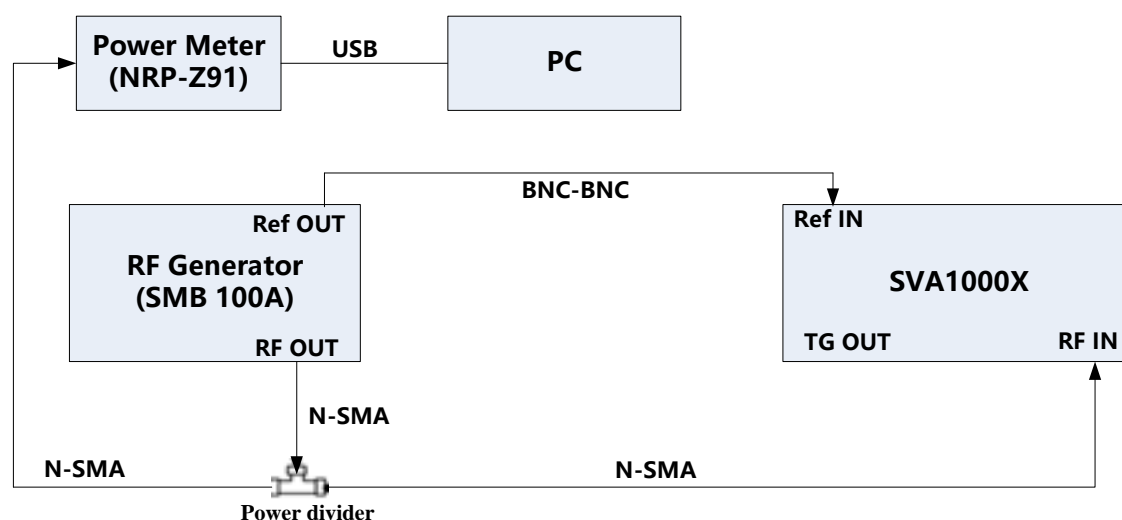 Power Meter
(NRP-Z91)
USB
PC
BNC-BNC
Ref OUT
Ref IN
RF Generator
(SMB 100A)
SVA1000X
RF OUT
TG OUT
RF IN
N-SMA
N-SMA
N-SMA
Power divider